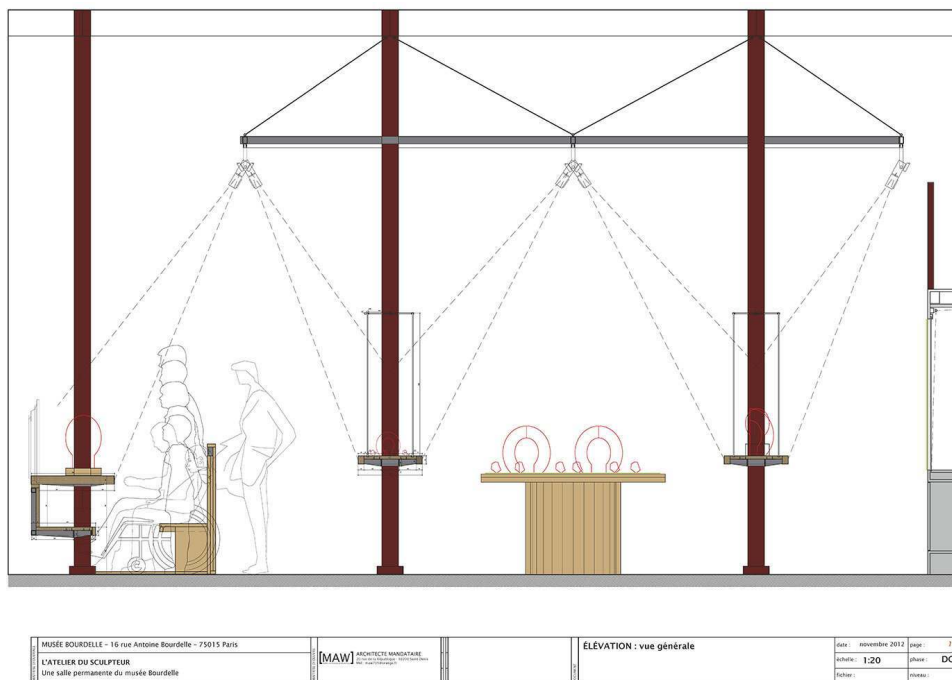 MUSÉE BOURDELLE – 16 rue Antoine Bourdelle – 75015 Paris
L'ATELIER DU SCULPTEUR
Une salle permanente du musée Bourdelle
[MAW] ARCHITECTE MANDATAIRE
ÉLÉVATION : vue générale
date : novembre 2012 page :
échelle : 1:20 phase : DC
fichier : niveau :